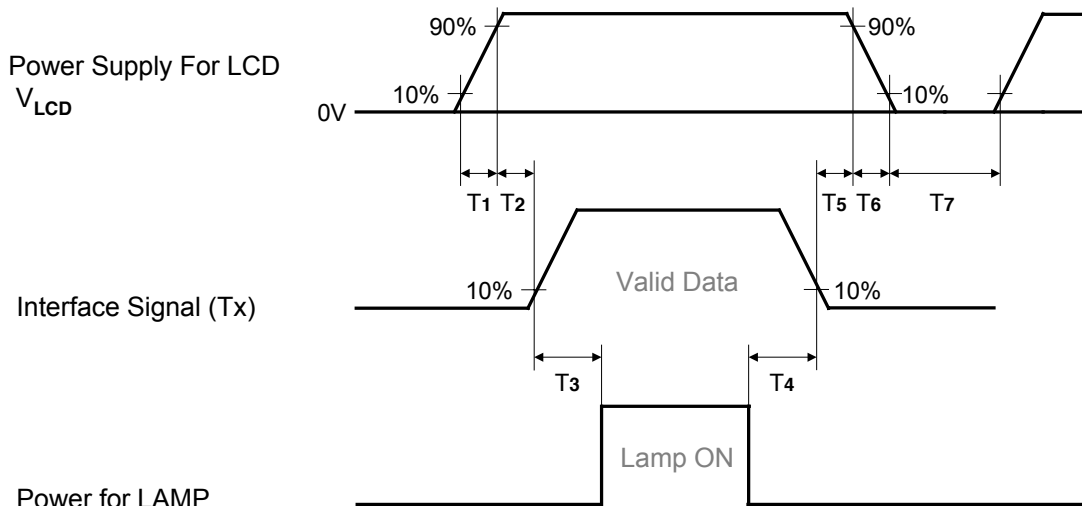 90%
90%
Power Supply For LCD
VLCD
10%
10%
0V
T1
T2
T5
T6
T7
Valid Data
10%
10%
Interface Signal (Tx)
T3
T4
Lamp ON
Power for LAMP